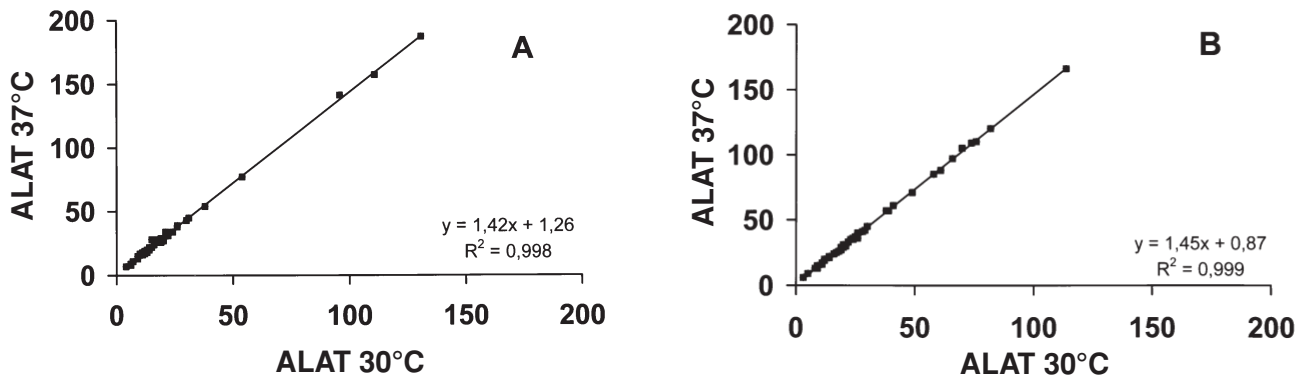 A
200
150
100
50
0
ALAT 37°C
y = 1,42x + 1,26
R² = 0,998
0 50 100 150 200
ALAT 30°C
B
200
150
100
50
0
ALAT 37°C
y = 1,45x + 0,87
R² = 0,999
0 50 100 150 200
ALAT 30°C